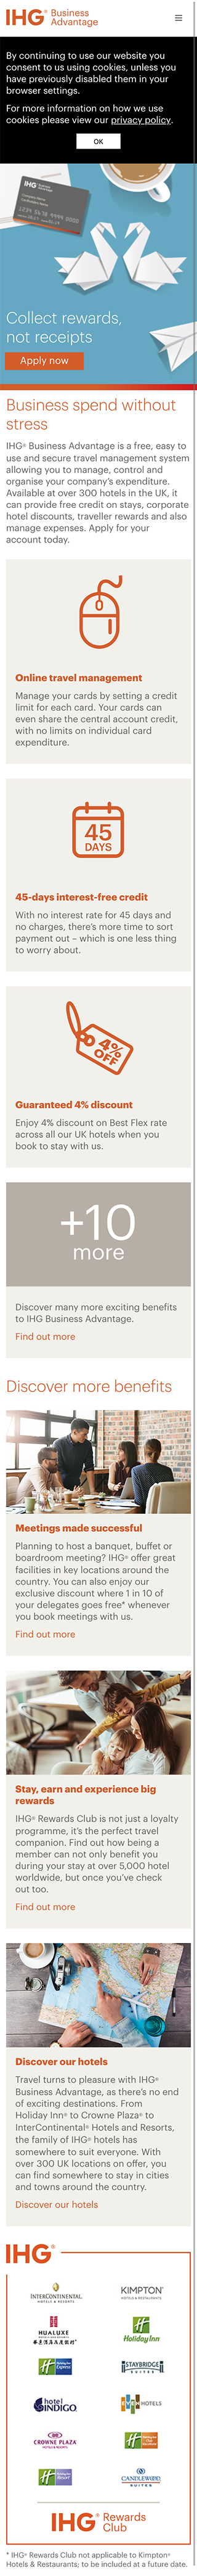 IHG® Business
Advantage
By continuing to use our website you
consent to us using cookies, unless you
have previously disabled them in your
browser settings.
For more information on how we use
cookies please view our privacy policy.
OK
IHG® Business
Advantage
Collect rewards,
not receipts
Apply now
Business spend without
stress
IHG® Business Advantage is a free, easy to
use and secure travel management system
allowing you to manage, control and
organise your company's expenditure.
Available at over 300 hotels in the UK, it
can provide free credit on stays, corporate
hotel discounts, traveller rewards and also
manage expenses. Apply for your
account today.
Online travel management
Manage your cards by setting a credit
limit for each card. Your cards can
even share the central account credit,
with no limits on individual card
expenditure.
45
DAYS
45-days interest-free credit
With no interest rate for 45 days and
no charges, there's more time to sort
payment out – which is one less thing
to worry about.
4%
OFF
Guaranteed 4% discount
Enjoy 4% discount on Best Flex rate
across all our UK hotels when you
book to stay with us.
+10
more
Discover many more exciting benefits
to IHG Business Advantage.
Find out more
Discover more benefits
Meetings made successful
Planning to host a banquet, buffet or
boardroom meeting? IHG® offer great
facilities in key locations around the
country. You can also enjoy our
exclusive discount where 1 in 10 of
your delegates goes free* whenever
you book meetings with us.
Find out more
Stay, earn and experience big
rewards
IHG® Rewards Club is not just a loyalty
programme, it's the perfect travel
companion. Find out how being a
member can not only benefit you
during your stay at over 5,000 hotel
worldwide, but once you've check
out too.
Find out more
Discover our hotels
Travel turns to pleasure with IHG®
Business Advantage, as there's no end
of exciting destinations. From
Holiday Inn® to Crowne Plaza® to
InterContinental® Hotels and Resorts,
the family of IHG® hotels has
somewhere to suit everyone. With
over 300 UK locations on offer, you
can find somewhere to stay in cities
and towns around the country.
Discover our hotels
IHG®
INTERCONTINENTAL
HOTELS & RESORTS
KIMPTON®
HOTELS & RESTAURANTS
HUALUXE
Holiday Inn
Holiday Inn Express
STAYBRIDGE
SUITES
hotel
INDIGO
HOTELS
CROWNE PLAZA
HOTELS & RESORTS
CANDLEWOOD
SUITES
IHG® Rewards
Club
* IHG® Rewards Club not applicable to Kimpton®
Hotels & Restaurants; to be included at a future date.